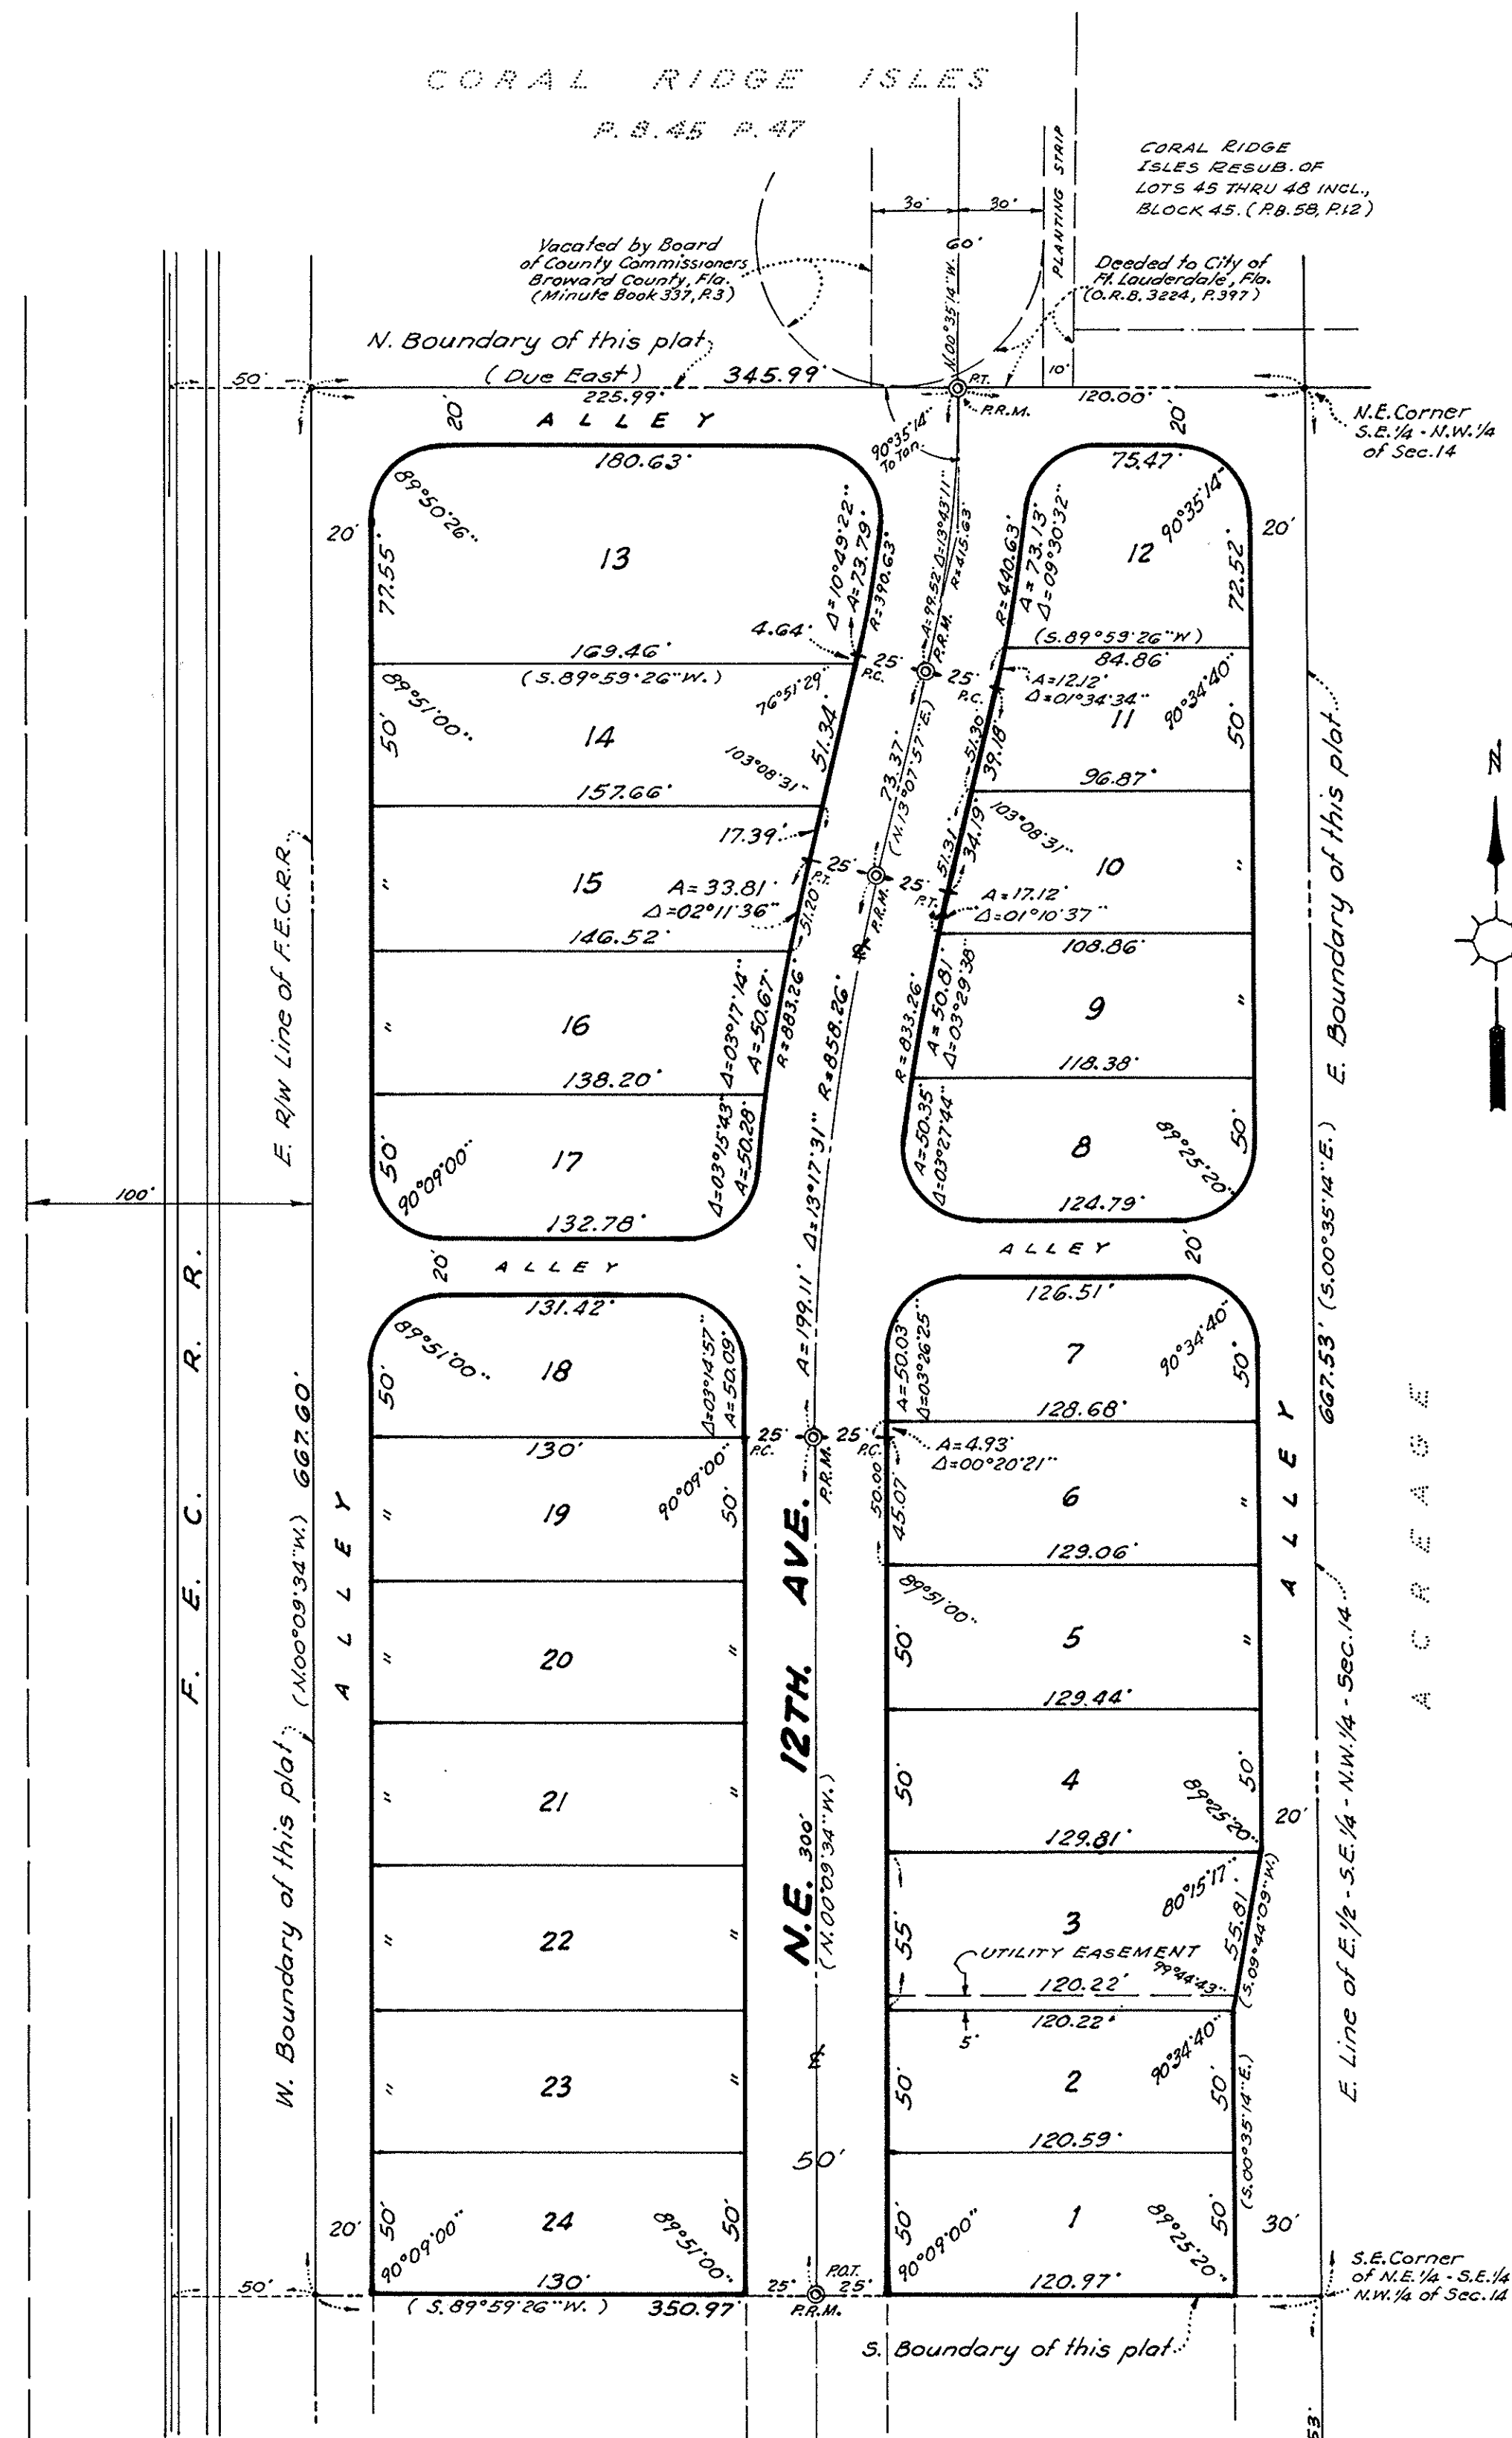 CORAL RIDGE ISLES
P.B.45 P.47
CORAL RIDGE
ISLES RESUB. OF
LOTS 45 THRU 48 INCL.,
BLOCK 45. (P.B.58, P.12)
PLANTING STRIP
30' 30'
60'
Vacated by Board
of County Commissioners
Broward County, Fla.
(Minute Book 337, P.3)
Deeded to City of
Ft. Lauderdale, Fla.
(O.R.B. 3224, P.397)
N.00°35'14"W.
N. Boundary of this plat
50'
(Due East) 345.99'
225.99'
P.T.
10'
120.00'
P.R.M.
N.E. Corner
S.E.1/4 - N.W.1/4
of Sec.14
20'
ALLEY
90°35'14"
To Tan.
20'
180.63'
75.47'
89°50'26"
20'
77.55'
13
Δ=10°49'22"
A=73.79'
R=390.63'
A=99.52' Δ=13°43'11"
R=415.63'
R=440.63'
A=73.13'
Δ=09°30'32"
12
90°35'14"
72.52'
20'
4.64'
169.46'
(S.89°59'26"W.)
25'
P.C.
P.R.M.
25'
P.C.
(S.89°59'26"W)
84.86'
A=12.12'
Δ=01°34'34"
89°51'00"
50'
14
76°51'29"
103°08'31"
51.34'
73.37'
(N.13°07'57"E.)
51.30'
39.18'
11
90°34'40"
50'
157.66'
96.87'
17.39'
15
A=33.81'
Δ=02°11'36"
25'
P.T.
51.20'
25'
P.T.
P.R.M.
51.31'
34.19'
103°08'31"
10
"
"
A=17.12'
Δ=01°10'37"
146.52'
108.86'
"
16
Δ=03°17'14"
A=50.67'
R=883.26'
R=858.26'
R=833.26'
A=50.81'
Δ=03°29'38"
9
"
138.20'
118.38'
50'
90°09'00"
17
Δ=03°15'43"
A=50.28'
Δ=13°17'31"
A=50.35'
Δ=03°27'44"
8
89°25'20"
50'
132.78'
124.79'
E. R/W Line of F.E.C.R.R.
100'
F. E. C. R. R.
E. Boundary of this plat
667.53' (S.00°35'14"E.)
Z
20'
ALLEY
ALLEY
20'
131.42'
126.51'
89°51'00"
50'
18
Δ=03°14'57"
A=50.09'
A=199.11'
A=50.03'
Δ=03°26'25"
7
90°34'40"
50'
130'
25'
P.C.
25'
P.C.
P.R.M.
128.68'
A=4.93'
Δ=00°20'21"
"
19
90°09'00"
50'
50.00'
45.07'
6
"
129.06'
89°51'00"
"
20
"
50'
5
"
129.44'
"
21
"
50'
4
89°25'20"
50'
20'
129.81'
"
22
55'
3
80°15'17"
55.81'
(S.09°44'09"W.)
UTILITY EASEMENT
99°44'43"
120.22'
120.22'
5'
"
23
"
50'
2
90°34'40"
50'
(S.00°35'14"E.)
120.59'
50'
20'
50'
90°09'00"
24
89°51'00"
50'
50'
90°09'00"
1
89°25'20"
50'
30'
50'
130'
25'
P.O.T.
25'
P.R.M.
120.97'
(S.89°59'26"W.) 350.97'
S. Boundary of this plat
S.E. Corner
of N.E.1/4 - S.E.1/4
N.W.1/4 of Sec.14
W. Boundary of this plat (N.00°09'34"W.) 667.60'
ALLEY
N.E. 12TH. AVE.
300'
(N.00°09'34"W.)
ALLEY
ACREAGE
E. Line of E.1/2 - S.E.1/4 - N.W.1/4 - Sec.14